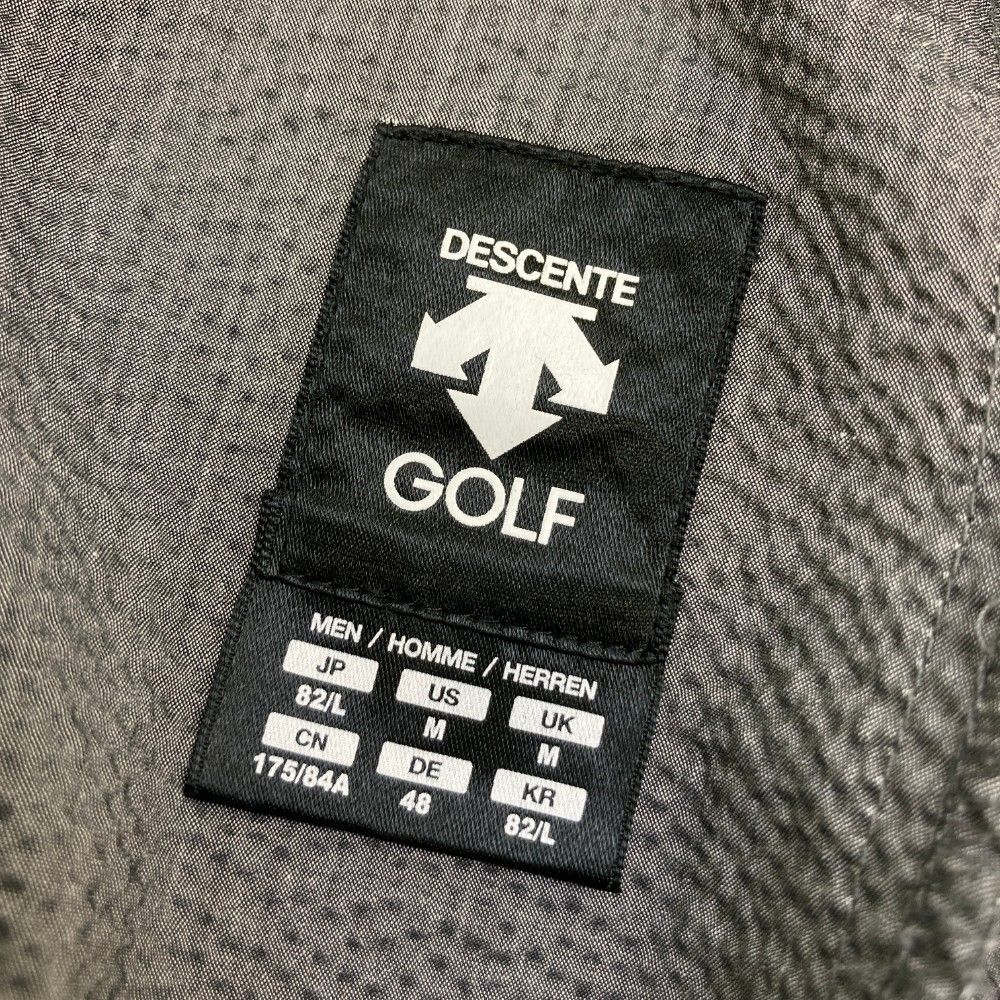 DESCENTE
GOLF
MEN / HOMME / HERREN
JP US UK
82/L M M
CN DE KR
175/84A 48 82/L